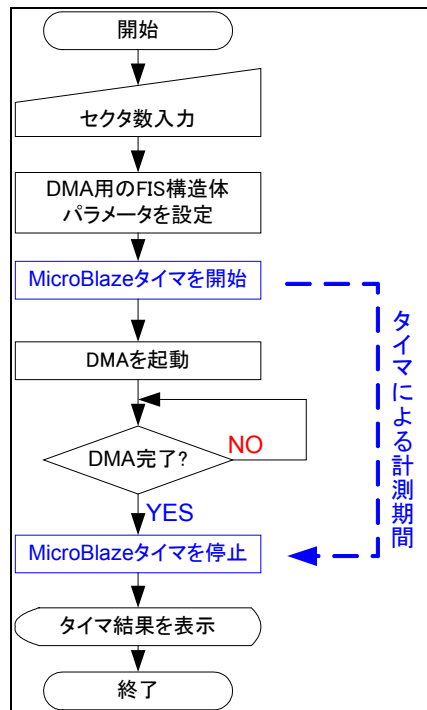 開始
セクタ数入力
DMA用のFIS構造体
パラメータを設定
MicroBlazeタイマを開始
DMAを起動
DMA完了?
NO
YES
MicroBlazeタイマを停止
タイマ結果を表示
終了
タイマによる計測期間